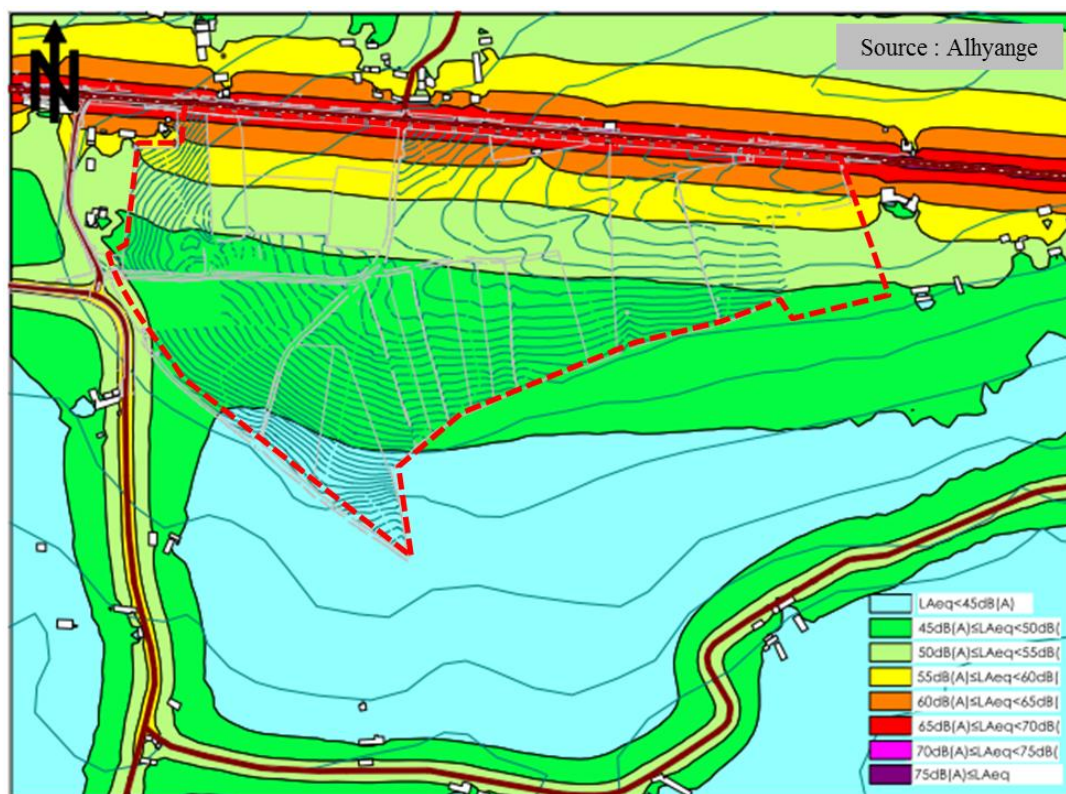 N
Source : Alhyange
LAeq<45dB(A)
45dB(A)≤LAeq<50dB(
50dB(A)≤LAeq<55dB(
55dB(A)≤LAeq<60dB(
60dB(A)≤LAeq<65dB(
65dB(A)≤LAeq<70dB(
70dB(A)≤LAeq<75dB(
75dB(A)≤LAeq